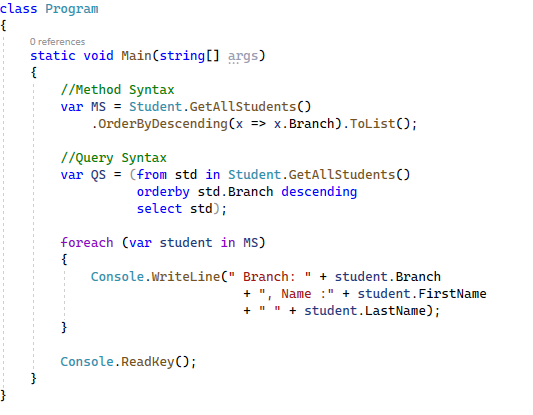 class Program
{
0 references
static void Main(string[] args)
{
//Method Syntax
var MS = Student.GetAllStudents()
.OrderByDescending(x => x.Branch).ToList();
//Query Syntax
var QS = (from std in Student.GetAllStudents()
orderby std.Branch descending
select std);
foreach (var student in MS)
{
Console.WriteLine(" Branch: " + student.Branch
+ ", Name :" + student.FirstName
+ " " + student.LastName);
}
Console.ReadKey();
}
}